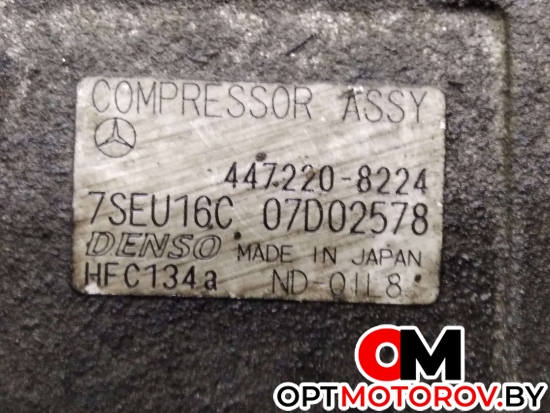 COMPRESSOR ASSY
447220-8224
7SEU16C 07D02578
DENSO MADE IN JAPAN
HFC134a ND-OIL8
OM
OPTMOTOROV.BY